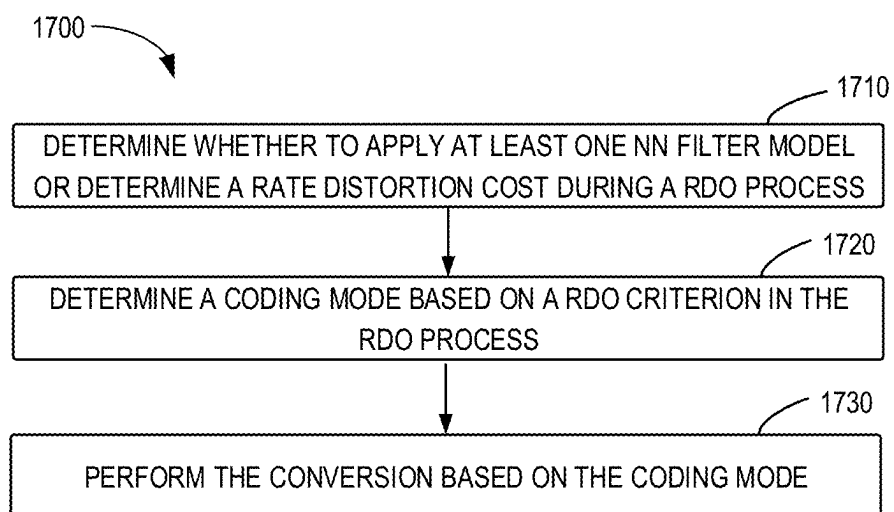 1700
1710
DETERMINE WHETHER TO APPLY AT LEAST ONE NN FILTER MODEL
OR DETERMINE A RATE DISTORTION COST DURING A RDO PROCESS
1720
DETERMINE A CODING MODE BASED ON A RDO CRITERION IN THE
RDO PROCESS
1730
PERFORM THE CONVERSION BASED ON THE CODING MODE